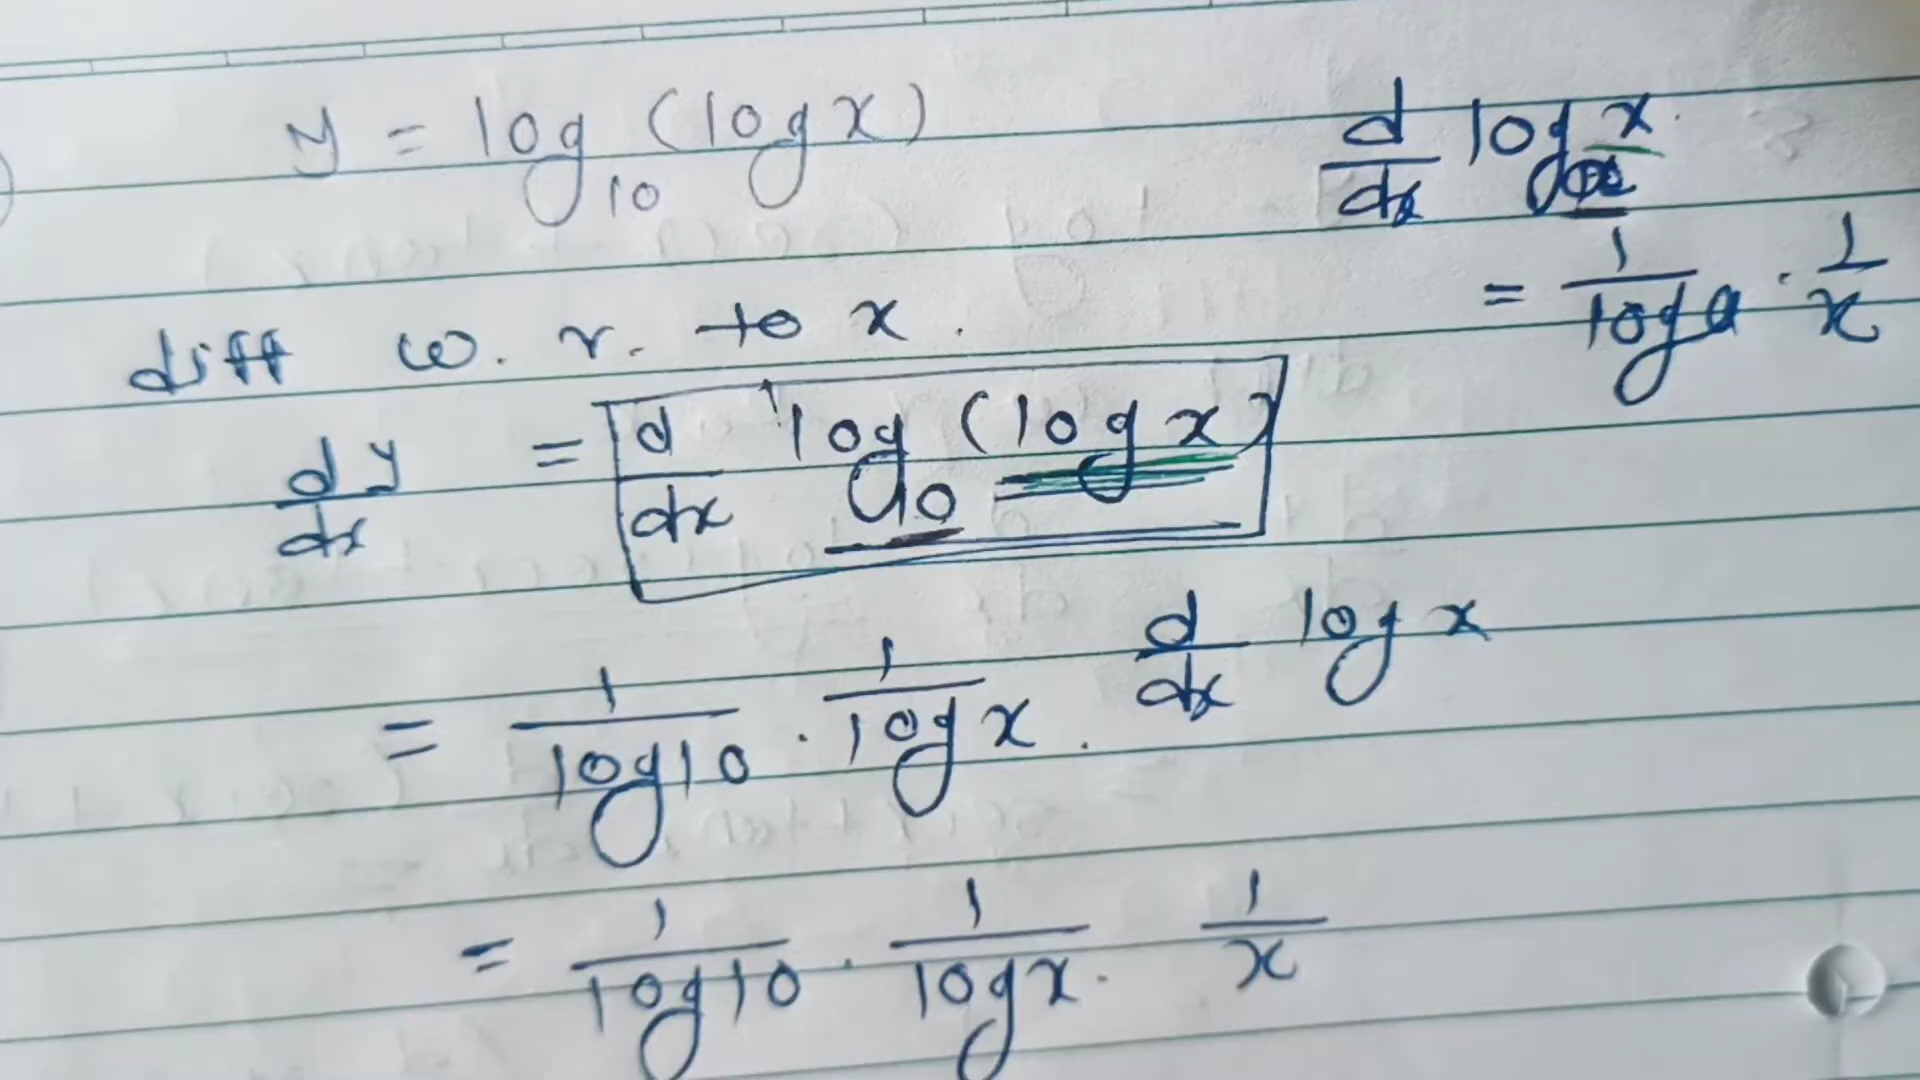 y = log₁₀ (log x)
d/dx logₐ x
= 1/log a · 1/x
diff w. r. to x .
dy/dx = d/dx log₁₀ (log x)
= 1/log 10 · 1/log x . d/dx log x
= 1/log 10 . 1/log x . 1/x